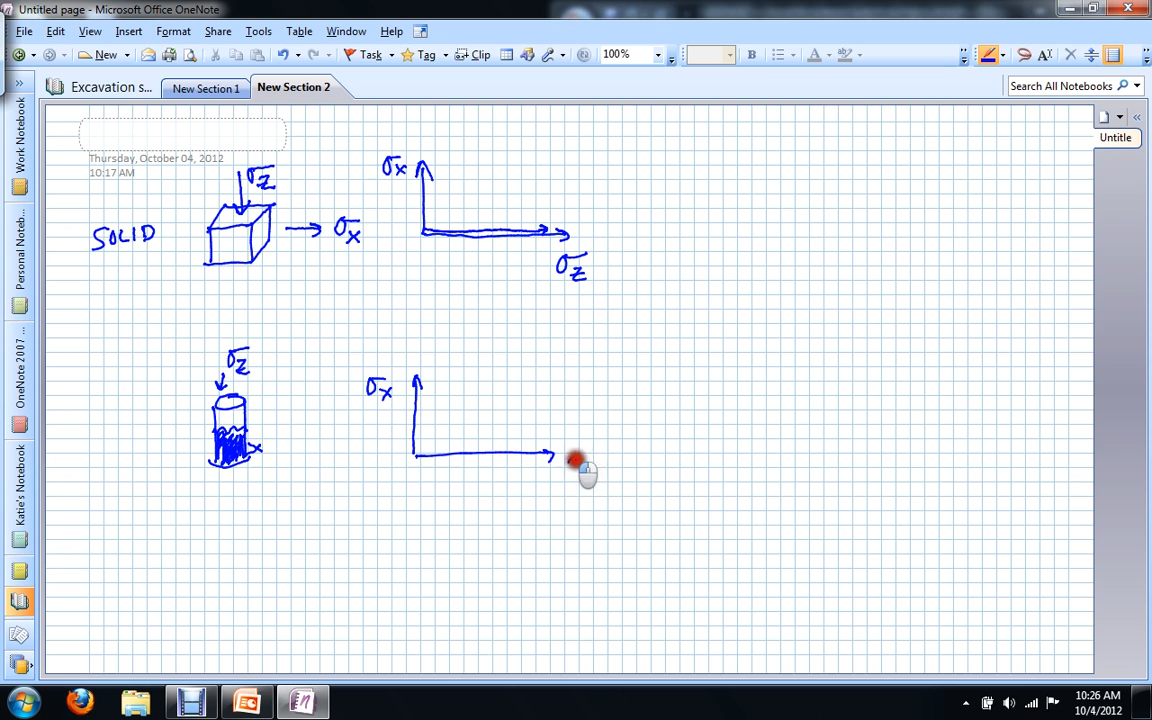 Untitled page - Microsoft Office OneNote
File Edit View Insert Format Share Tools Table Window Help
New Task Tag Clip 100% B A ab
Excavation s... New Section 1 New Section 2 Search All Notebooks
Untitle
Work Notebook
Personal Noteb...
OneNote 2007 ...
Katie's Notebook
Thursday, October 04, 2012
10:17 AM
σz
σx
SOLID
σx
σz
σz
σx
x
10:26 AM
10/4/2012